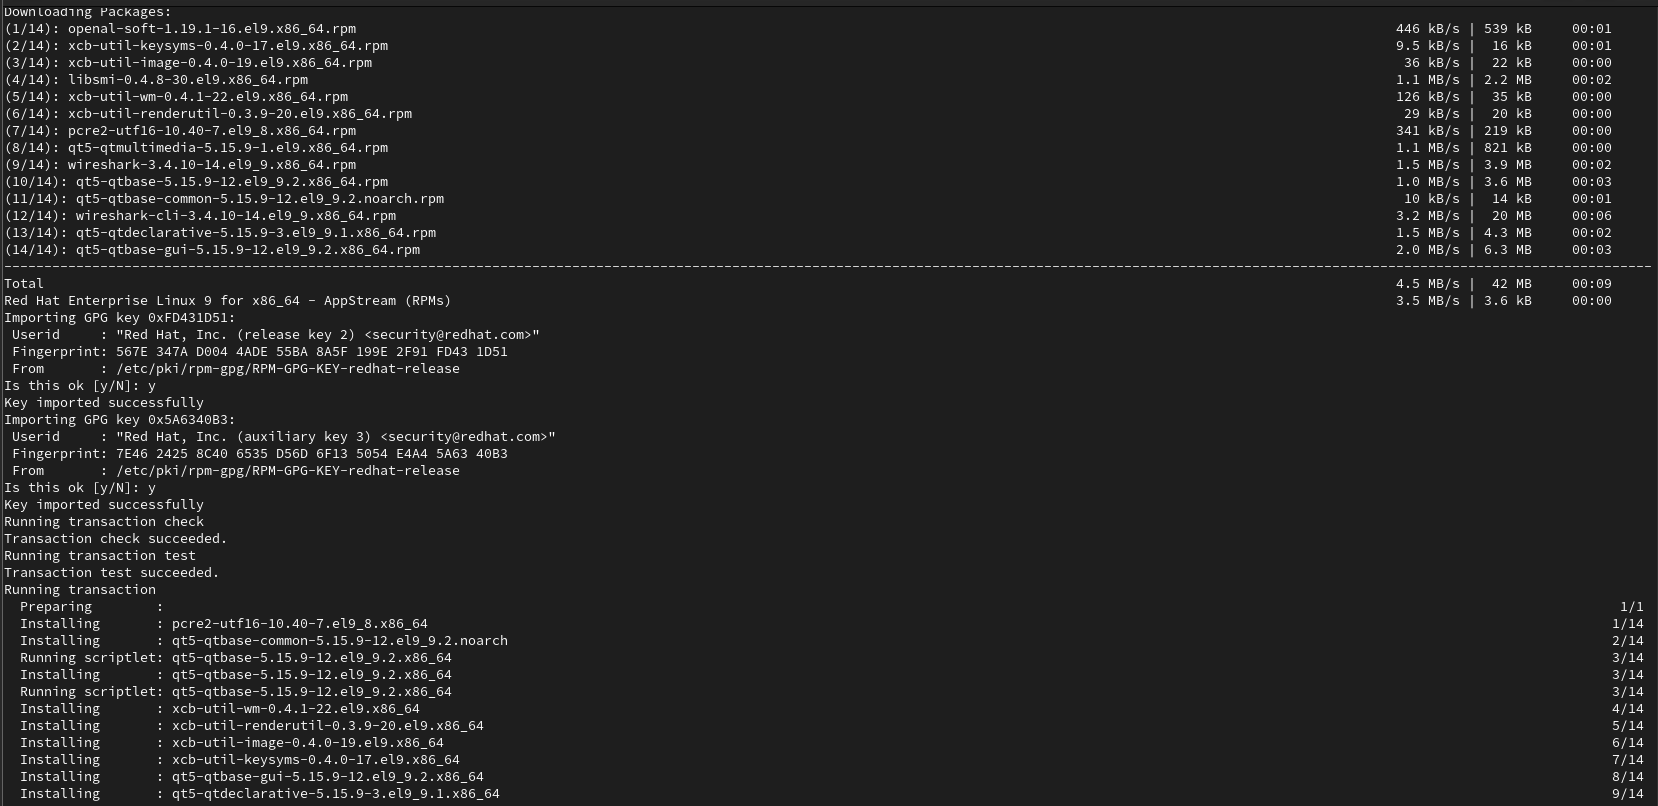 Downloading Packages:
(1/14): openal-soft-1.19.1-16.el9.x86_64.rpm 446 kB/s | 539 kB 00:01
(2/14): xcb-util-keysyms-0.4.0-17.el9.x86_64.rpm 9.5 kB/s | 16 kB 00:01
(3/14): xcb-util-image-0.4.0-19.el9.x86_64.rpm 36 kB/s | 22 kB 00:00
(4/14): libsmi-0.4.8-30.el9.x86_64.rpm 1.1 MB/s | 2.2 MB 00:02
(5/14): xcb-util-wm-0.4.1-22.el9.x86_64.rpm 126 kB/s | 35 kB 00:00
(6/14): xcb-util-renderutil-0.3.9-20.el9.x86_64.rpm 29 kB/s | 20 kB 00:00
(7/14): pcre2-utf16-10.40-7.el9_8.x86_64.rpm 341 kB/s | 219 kB 00:00
(8/14): qt5-qtmultimedia-5.15.9-1.el9.x86_64.rpm 1.1 MB/s | 821 kB 00:00
(9/14): wireshark-3.4.10-14.el9_9.x86_64.rpm 1.5 MB/s | 3.9 MB 00:02
(10/14): qt5-qtbase-5.15.9-12.el9_9.2.x86_64.rpm 1.0 MB/s | 3.6 MB 00:03
(11/14): qt5-qtbase-common-5.15.9-12.el9_9.2.noarch.rpm 10 kB/s | 14 kB 00:01
(12/14): wireshark-cli-3.4.10-14.el9_9.x86_64.rpm 3.2 MB/s | 20 MB 00:06
(13/14): qt5-qtdeclarative-5.15.9-3.el9_9.1.x86_64.rpm 1.5 MB/s | 4.3 MB 00:02
(14/14): qt5-qtbase-gui-5.15.9-12.el9_9.2.x86_64.rpm 2.0 MB/s | 6.3 MB 00:03
Total 4.5 MB/s | 42 MB 00:09
Red Hat Enterprise Linux 9 for x86_64 - AppStream (RPMs) 3.5 MB/s | 3.6 kB 00:00
Importing GPG key 0xFD431D51:
Userid : "Red Hat, Inc. (release key 2) <security@redhat.com>"
Fingerprint: 567E 347A D004 4ADE 55BA 8A5F 199E 2F91 FD43 1D51
From : /etc/pki/rpm-gpg/RPM-GPG-KEY-redhat-release
Is this ok [y/N]: y
Key imported successfully
Importing GPG key 0x5A6340B3:
Userid : "Red Hat, Inc. (auxiliary key 3) <security@redhat.com>"
Fingerprint: 7E46 2425 8C40 6535 D56D 6F13 5054 E4A4 5A63 40B3
From : /etc/pki/rpm-gpg/RPM-GPG-KEY-redhat-release
Is this ok [y/N]: y
Key imported successfully
Running transaction check
Transaction check succeeded.
Running transaction test
Transaction test succeeded.
Running transaction
Preparing : 1/1
Installing : pcre2-utf16-10.40-7.el9_8.x86_64 1/14
Installing : qt5-qtbase-common-5.15.9-12.el9_9.2.noarch 2/14
Running scriptlet: qt5-qtbase-5.15.9-12.el9_9.2.x86_64 3/14
Installing : qt5-qtbase-5.15.9-12.el9_9.2.x86_64 3/14
Running scriptlet: qt5-qtbase-5.15.9-12.el9_9.2.x86_64 3/14
Installing : xcb-util-wm-0.4.1-22.el9.x86_64 4/14
Installing : xcb-util-renderutil-0.3.9-20.el9.x86_64 5/14
Installing : xcb-util-image-0.4.0-19.el9.x86_64 6/14
Installing : xcb-util-keysyms-0.4.0-17.el9.x86_64 7/14
Installing : qt5-qtbase-gui-5.15.9-12.el9_9.2.x86_64 8/14
Installing : qt5-qtdeclarative-5.15.9-3.el9_9.1.x86_64 9/14